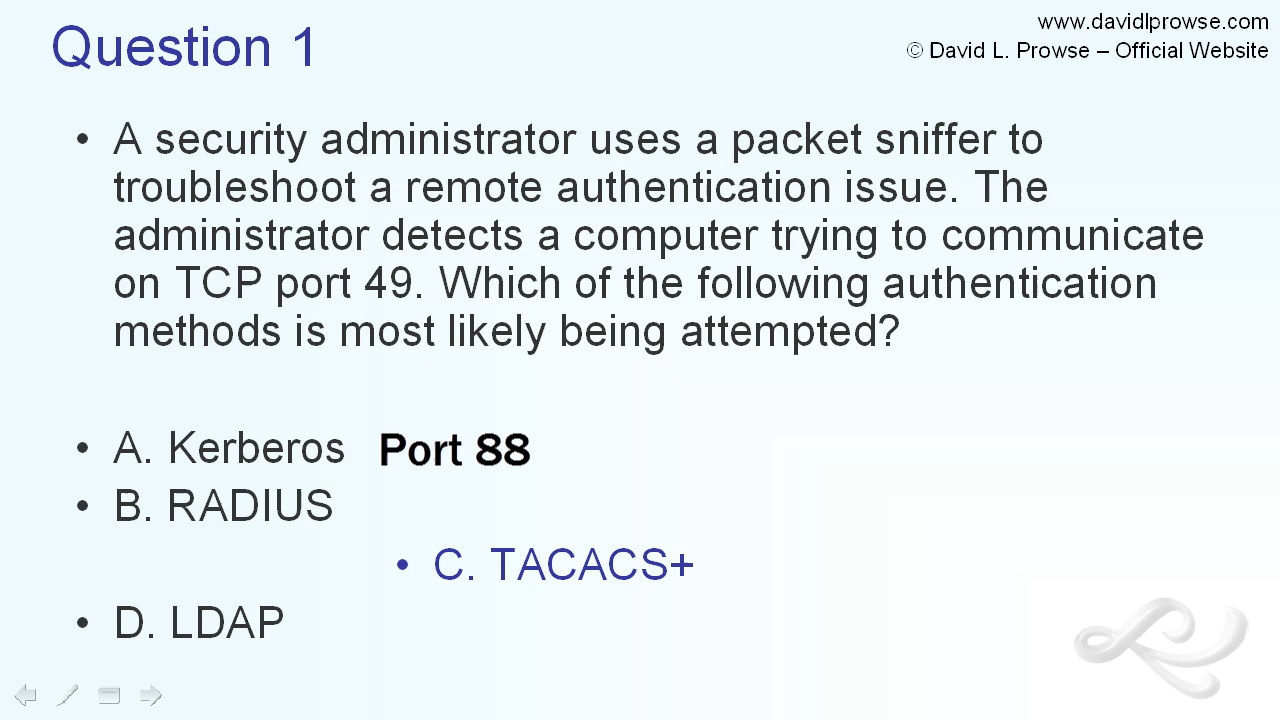 Question 1
www.davidlprowse.com
© David L. Prowse – Official Website
• A security administrator uses a packet sniffer to
troubleshoot a remote authentication issue. The
administrator detects a computer trying to communicate
on TCP port 49. Which of the following authentication
methods is most likely being attempted?
• A. Kerberos Port 88
• B. RADIUS
• C. TACACS+
• D. LDAP